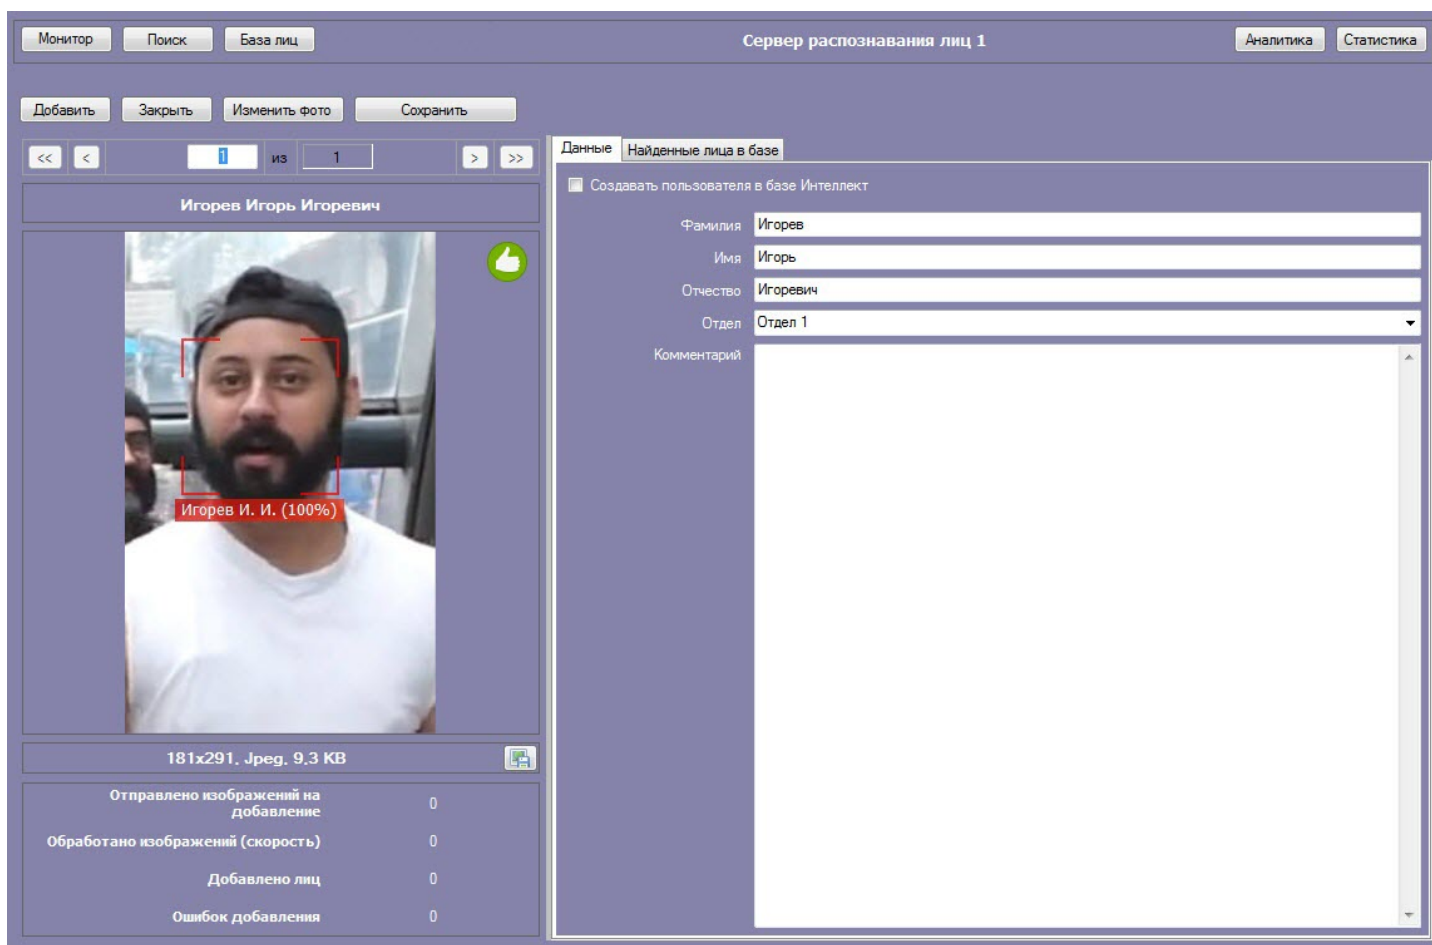 Монитор Поиск База лиц Сервер распознавания лиц 1 Аналитика Статистика
Добавить Закрыть Изменить фото Сохранить
<< < 1 из 1 > >>
Данные Найденные лица в базе
Создавать пользователя в базе Интеллект
Игорев Игорь Игоревич
Фамилия Игорев
Имя Игорь
Отчество Игоревич
Отдел Отдел 1
Комментарий
Игорев И. И. (100%)
181x291, Jpeg, 9,3 KB
Отправлено изображений на
добавление 0
Обработано изображений (скорость) 0
Добавлено лиц 0
Ошибок добавления 0